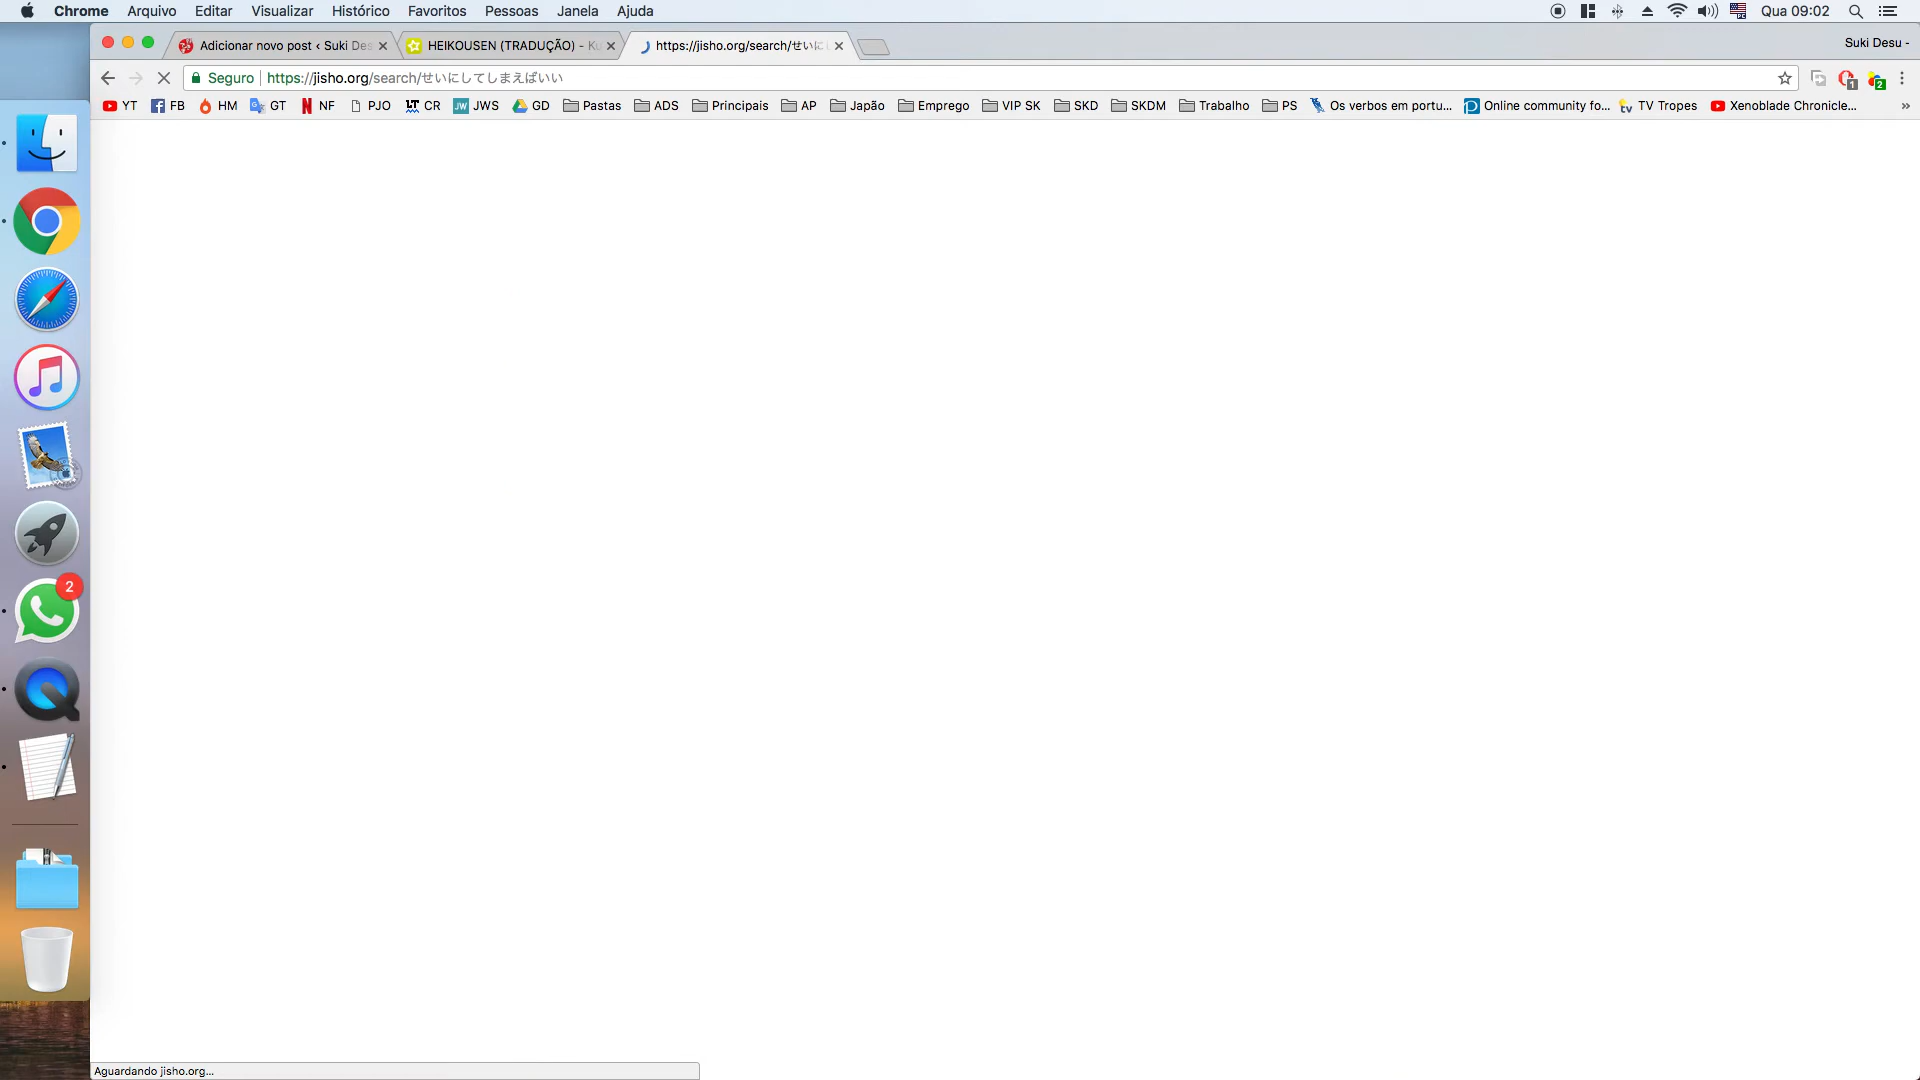 Chrome Arquivo Editar Visualizar Histórico Favoritos Pessoas Janela Ajuda Qua 09:02
Adicionar novo post ‹ Suki Des HEIKOUSEN (TRADUÇÃO) - Ku https://jisho.org/search/せいにし Suki Desu -
Seguro https://jisho.org/search/せいにしてしまえばいい 1 2
YT FB HM GT NF PJO CR JWS GD Pastas ADS Principais AP Japão Emprego VIP SK SKD SKDM Trabalho PS Os verbos em portu... Online community fo... TV Tropes Xenoblade Chronicle... »
2
Aguardando jisho.org...